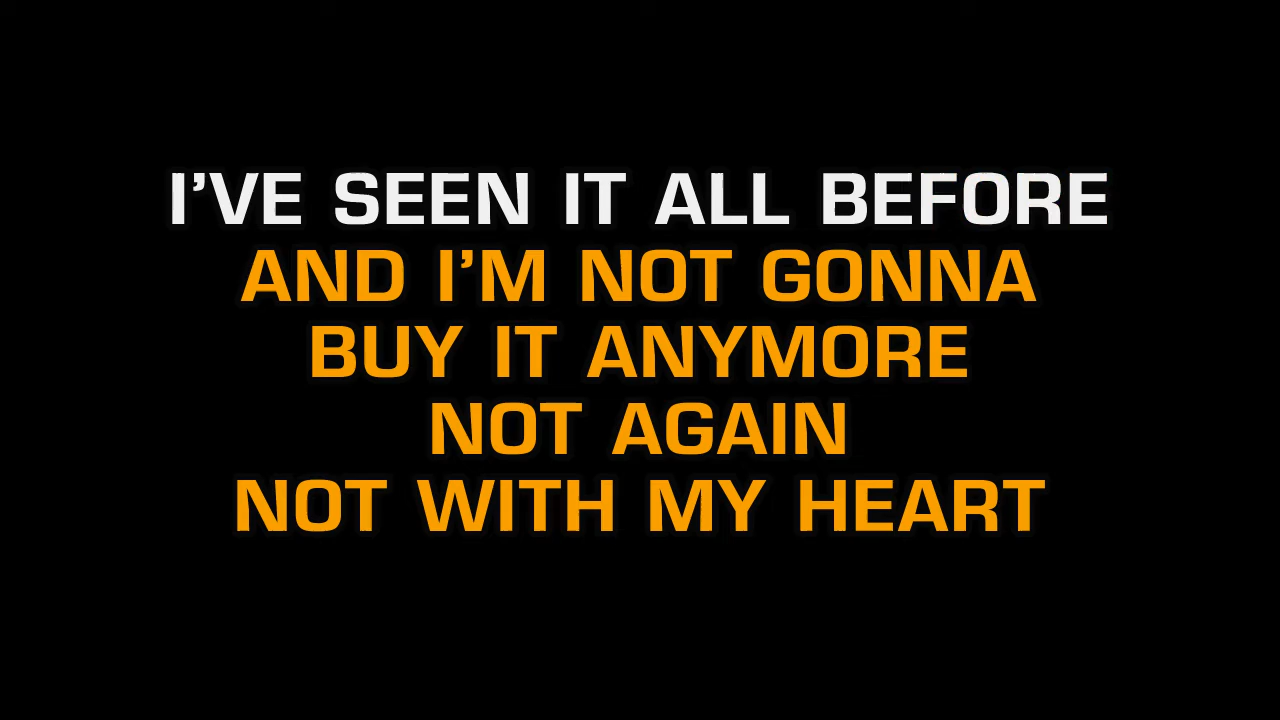 I’VE SEEN IT ALL BEFORE
AND I’M NOT GONNA
BUY IT ANYMORE
NOT AGAIN
NOT WITH MY HEART